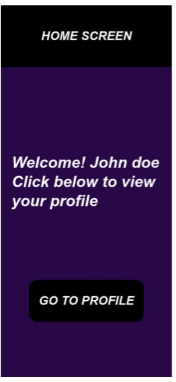 HOME SCREEN
Welcome! John doe
Click below to view
your profile
GO TO PROFILE